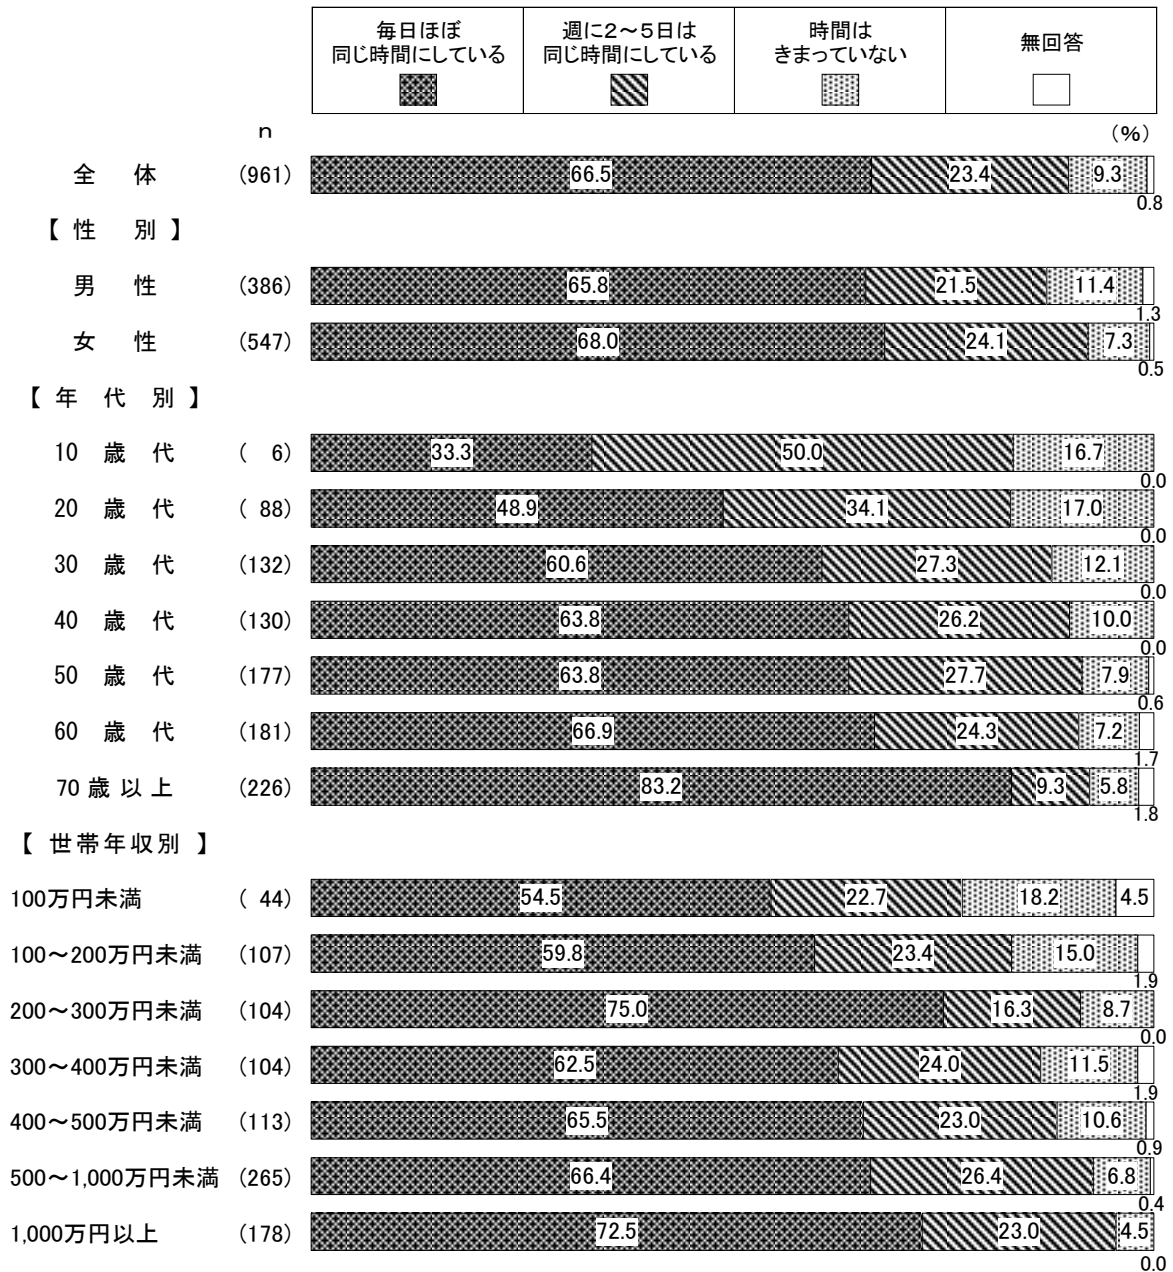 毎日ほぼ
同じ時間にしている
週に2～5日は
同じ時間にしている
時間は
きまっていない
無回答
n
(%)
全 体 (961) 66.5 23.4 9.3 0.8
【 性 別 】
男 性 (386) 65.8 21.5 11.4 1.3
女 性 (547) 68.0 24.1 7.3 0.5
【 年 代 別 】
10 歳 代 ( 6) 33.3 50.0 16.7 0.0
20 歳 代 ( 88) 48.9 34.1 17.0 0.0
30 歳 代 (132) 60.6 27.3 12.1 0.0
40 歳 代 (130) 63.8 26.2 10.0 0.0
50 歳 代 (177) 63.8 27.7 7.9 0.6
60 歳 代 (181) 66.9 24.3 7.2 1.7
70 歳 以 上 (226) 83.2 9.3 5.8 1.8
【 世帯年収別 】
100万円未満 ( 44) 54.5 22.7 18.2 4.5
100～200万円未満 (107) 59.8 23.4 15.0 1.9
200～300万円未満 (104) 75.0 16.3 8.7 0.0
300～400万円未満 (104) 62.5 24.0 11.5 1.9
400～500万円未満 (113) 65.5 23.0 10.6 0.9
500～1,000万円未満 (265) 66.4 26.4 6.8 0.4
1,000万円以上 (178) 72.5 23.0 4.5 0.0